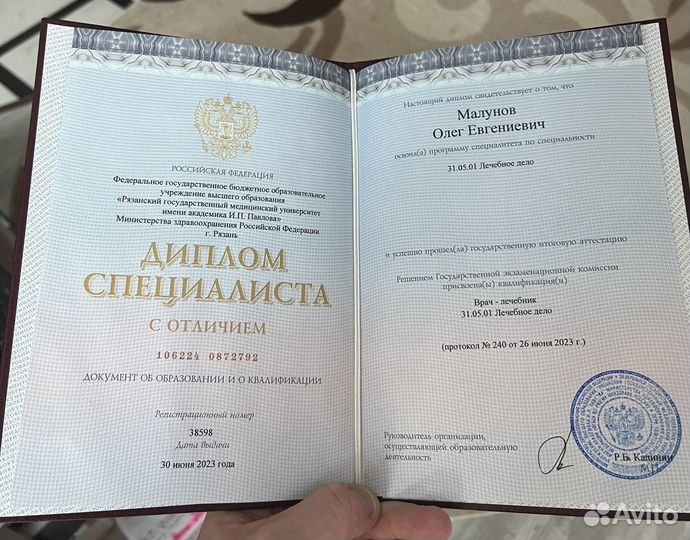 РОССИЙСКАЯ ФЕДЕРАЦИЯ
Федеральное государственное бюджетное образовательное
учреждение высшего образования
«Рязанский государственный медицинский университет
имени академика И.П. Павлова»
Министерства здравоохранения Российской Федерации
г. Рязань
ДИПЛОМ
СПЕЦИАЛИСТА
С ОТЛИЧИЕМ
106224 0872792
ДОКУМЕНТ ОБ ОБРАЗОВАНИИ И О КВАЛИФИКАЦИИ
Регистрационный номер
38598
Дата выдачи
30 июня 2023 года
Настоящий диплом свидетельствует о том, что
Малунов
Олег Евгениевич
освоил(а) программу специалитета по специальности
31.05.01 Лечебное дело
и успешно прошел(ла) государственную итоговую аттестацию
Решением Государственной экзаменационной комиссии
присвоена(ы) квалификация(и)
Врач - лечебник
31.05.01 Лечебное дело
(протокол № 240 от 26 июня 2023 г.)
Руководитель организации,
осуществляющей образовательную
деятельность
Р.Е. Калинин
М.П.
Avito